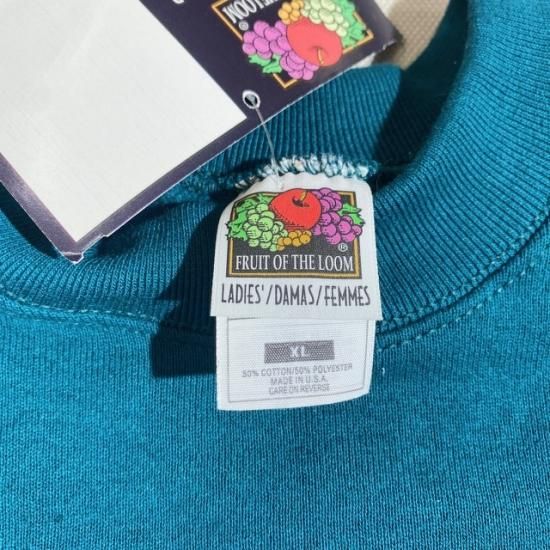 FRUIT OF THE LOOM
®
LADIES'/DAMAS/FEMMES
XL
50% COTTON/50% POLYESTER
MADE IN U.S.A.
CARE ON REVERSE